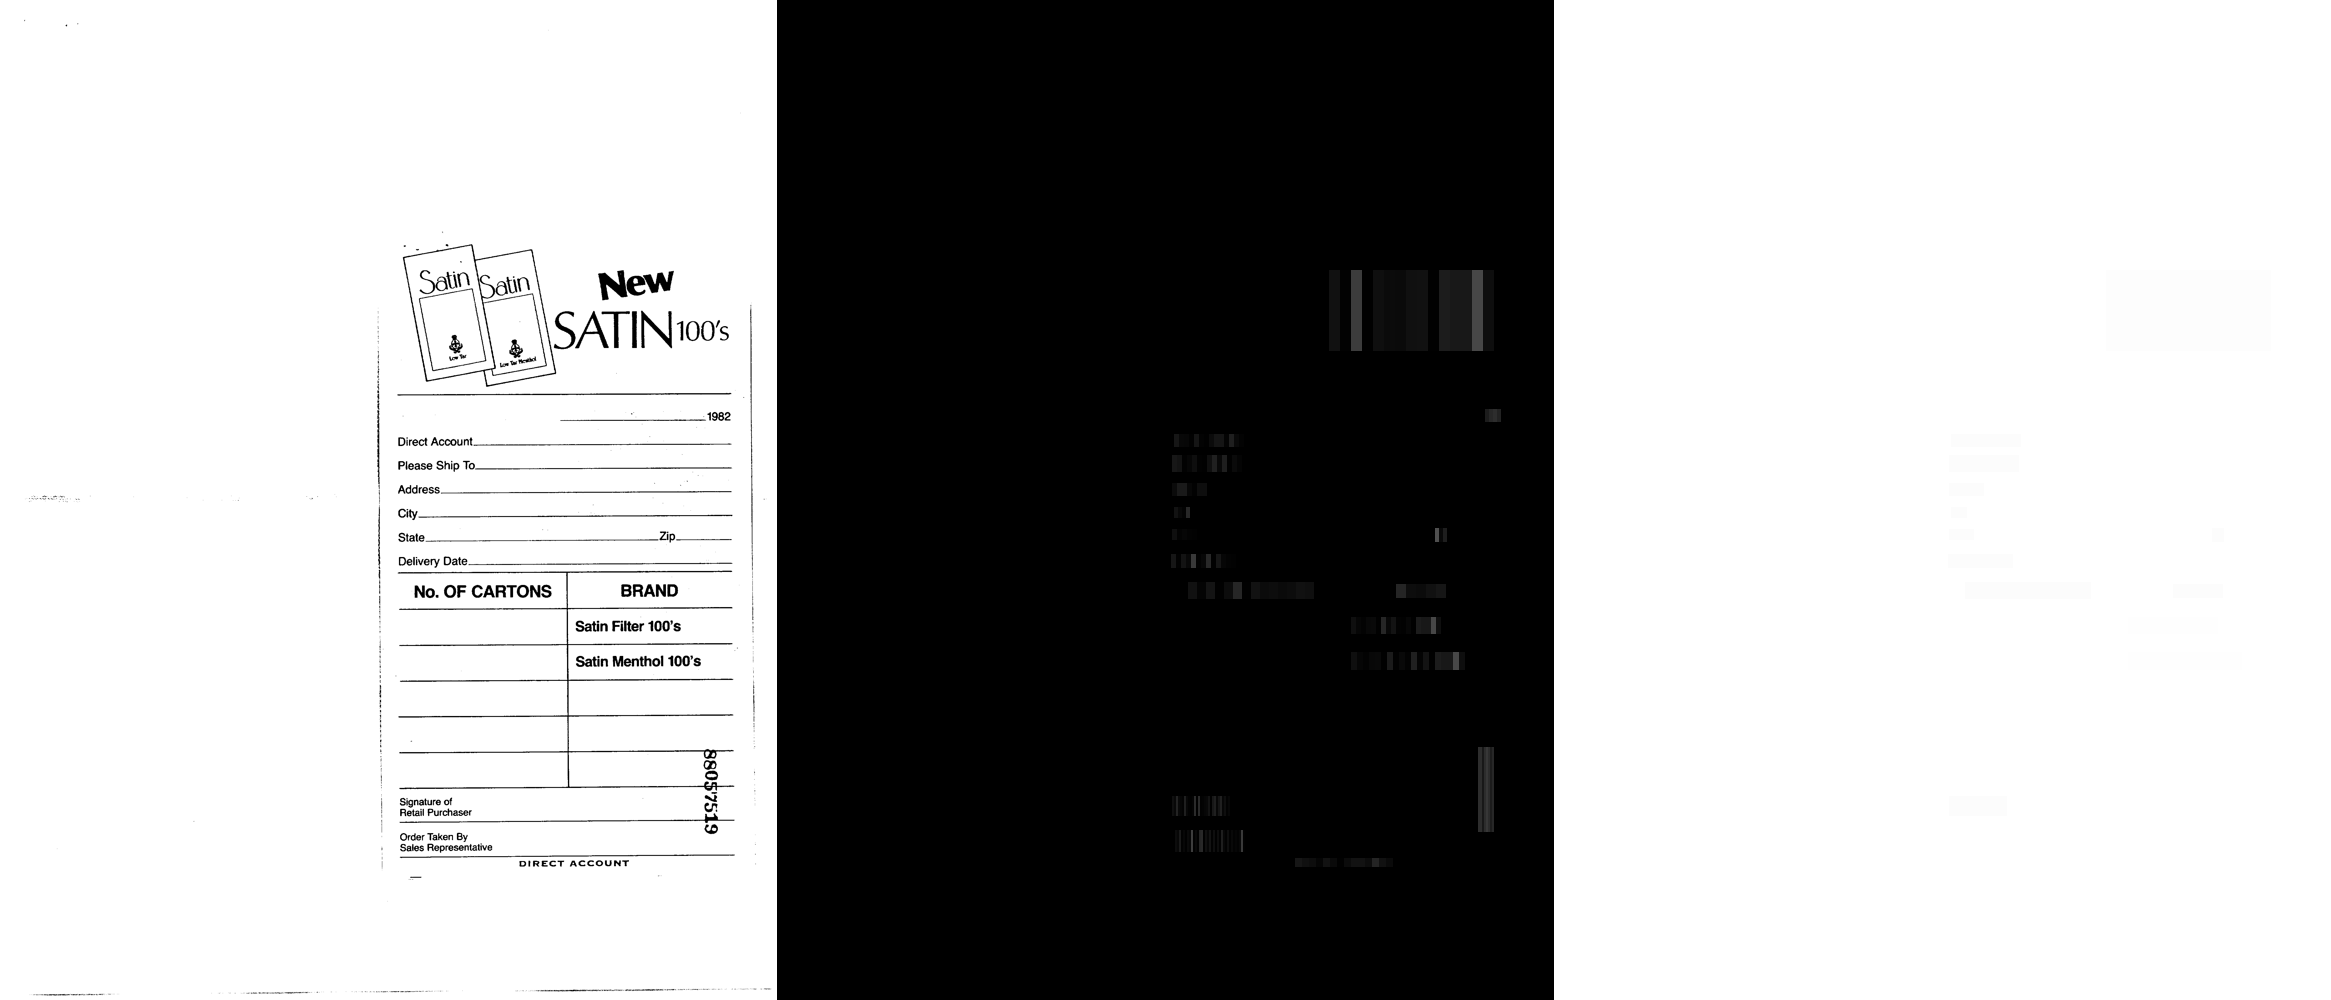 Satin
Low Tar
Satin
Low Tar Menthol
New
SATIN 100's
1982
Direct Account
Please Ship To
Address
City
State Zip
Delivery Date
No. OF CARTONS BRAND
Satin Filter 100's
Satin Menthol 100's
88057519
Signature of
Retail Purchaser
Order Taken By
Sales Representative
DIRECT ACCOUNT